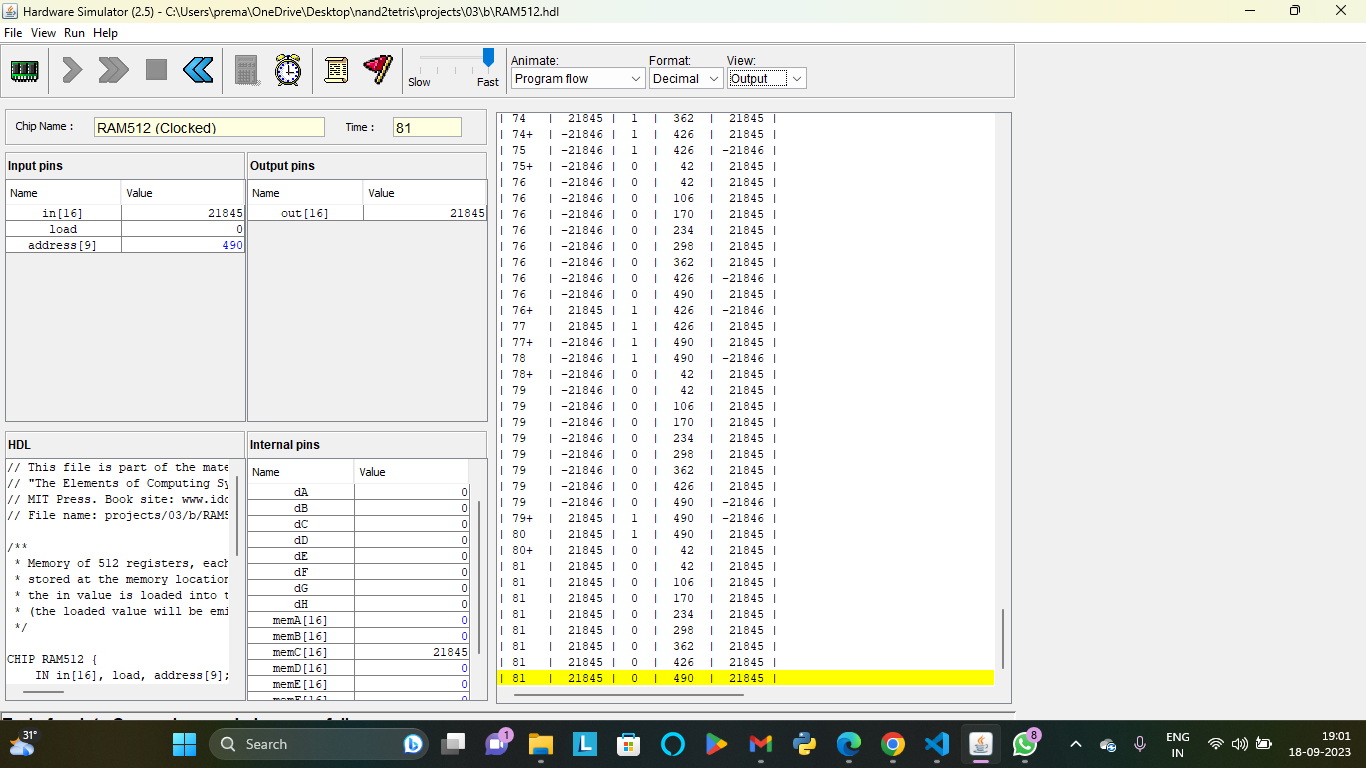 Hardware Simulator (2.5) - C:\Users\prema\OneDrive\Desktop\nand2tetris\projects\03\b\RAM512.hdl
File View Run Help
Slow Fast
Animate:
Program flow
Format:
Decimal
View:
Output
Chip Name : RAM512 (Clocked) Time : 81
Input pins
Name Value
in[16] 21845
load 0
address[9] 490
Output pins
Name Value
out[16] 21845
HDL
// This file is part of the mate
// "The Elements of Computing Sy
// MIT Press. Book site: www.idc
// File name: projects/03/b/RAM5
/**
* Memory of 512 registers, each
* stored at the memory location
* the in value is loaded into t
* (the loaded value will be emi
*/
CHIP RAM512 {
IN in[16], load, address[9];
Internal pins
Name Value
dA 0
dB 0
dC 0
dD 0
dE 0
dF 0
dG 0
dH 0
memA[16] 0
memB[16] 0
memC[16] 21845
memD[16] 0
memE[16] 0
| 74 | 21845 | 1 | 362 | 21845 |
| 74+ | -21846 | 1 | 426 | 21845 |
| 75 | -21846 | 1 | 426 | -21846 |
| 75+ | -21846 | 0 | 42 | 21845 |
| 76 | -21846 | 0 | 42 | 21845 |
| 76 | -21846 | 0 | 106 | 21845 |
| 76 | -21846 | 0 | 170 | 21845 |
| 76 | -21846 | 0 | 234 | 21845 |
| 76 | -21846 | 0 | 298 | 21845 |
| 76 | -21846 | 0 | 362 | 21845 |
| 76 | -21846 | 0 | 426 | -21846 |
| 76 | -21846 | 0 | 490 | 21845 |
| 76+ | 21845 | 1 | 426 | -21846 |
| 77 | 21845 | 1 | 426 | 21845 |
| 77+ | -21846 | 1 | 490 | 21845 |
| 78 | -21846 | 1 | 490 | -21846 |
| 78+ | -21846 | 0 | 42 | 21845 |
| 79 | -21846 | 0 | 42 | 21845 |
| 79 | -21846 | 0 | 106 | 21845 |
| 79 | -21846 | 0 | 170 | 21845 |
| 79 | -21846 | 0 | 234 | 21845 |
| 79 | -21846 | 0 | 298 | 21845 |
| 79 | -21846 | 0 | 362 | 21845 |
| 79 | -21846 | 0 | 426 | 21845 |
| 79 | -21846 | 0 | 490 | -21846 |
| 79+ | 21845 | 1 | 490 | -21846 |
| 80 | 21845 | 1 | 490 | 21845 |
| 80+ | 21845 | 0 | 42 | 21845 |
| 81 | 21845 | 0 | 42 | 21845 |
| 81 | 21845 | 0 | 106 | 21845 |
| 81 | 21845 | 0 | 170 | 21845 |
| 81 | 21845 | 0 | 234 | 21845 |
| 81 | 21845 | 0 | 298 | 21845 |
| 81 | 21845 | 0 | 362 | 21845 |
| 81 | 21845 | 0 | 426 | 21845 |
| 81 | 21845 | 0 | 490 | 21845 |
31°
Search
L
1
8
ENG
IN
19:01
18-09-2023